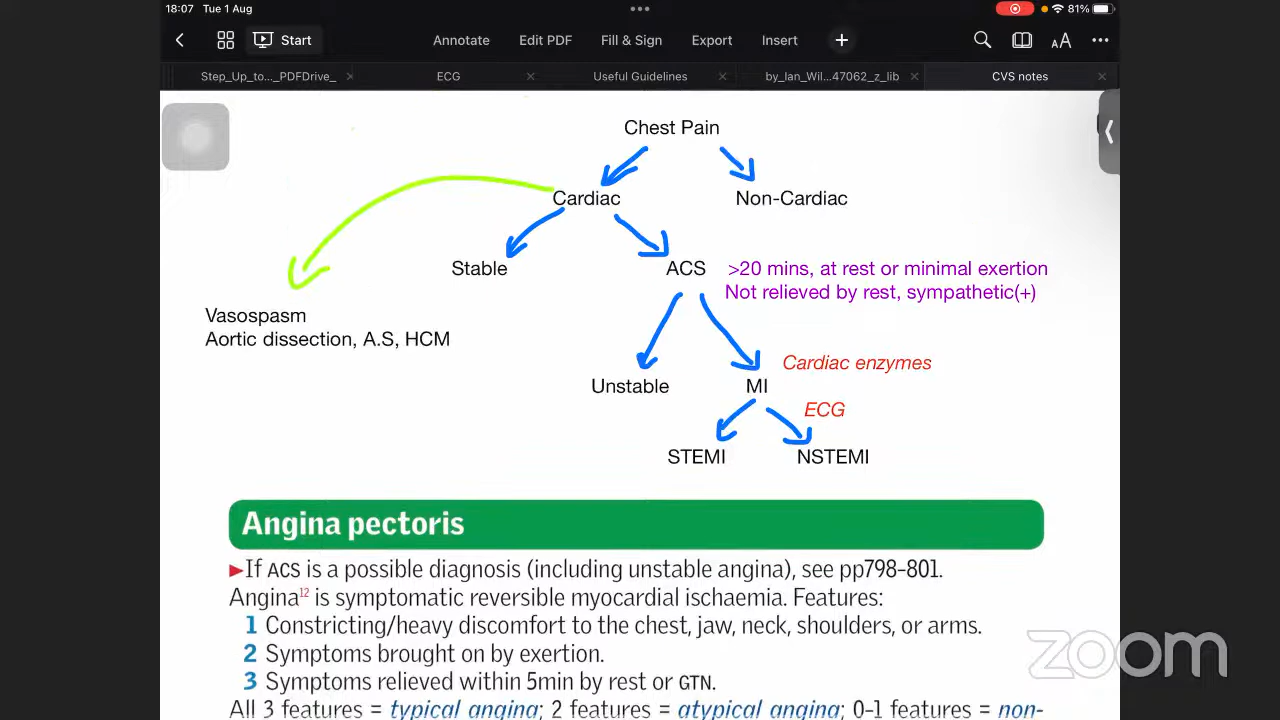 18:07 Tue 1 Aug
81%
Start
Annotate Edit PDF Fill & Sign Export Insert
AA
Step_Up_to..._PDFDrive_ ECG Useful Guidelines by_Ian_Wil...47062_z_lib CVS notes
Chest Pain
Cardiac Non-Cardiac
Stable ACS >20 mins, at rest or minimal exertion
Not relieved by rest, sympathetic(+)
Vasospasm
Aortic dissection, A.S, HCM
Cardiac enzymes
Unstable MI
ECG
STEMI NSTEMI
Angina pectoris
►If ACS is a possible diagnosis (including unstable angina), see pp798–801.
Angina¹² is symptomatic reversible myocardial ischaemia. Features:
1 Constricting/heavy discomfort to the chest, jaw, neck, shoulders, or arms.
2 Symptoms brought on by exertion.
3 Symptoms relieved within 5min by rest or GTN.
All 3 features = typical angina; 2 features = atypical angina; 0–1 features = non-
zoom